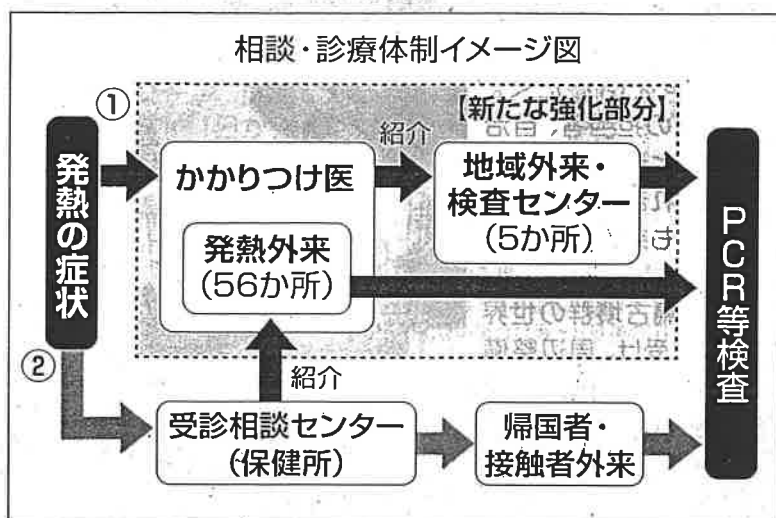 相談・診療体制イメージ図
①
【新たな強化部分】
発熱の症状
かかりつけ医
発熱外来
(56か所)
紹介
地域外来・
検査センター
(5か所)
PCR等検査
②
紹介
受診相談センター
(保健所)
帰国者・
接触者外来